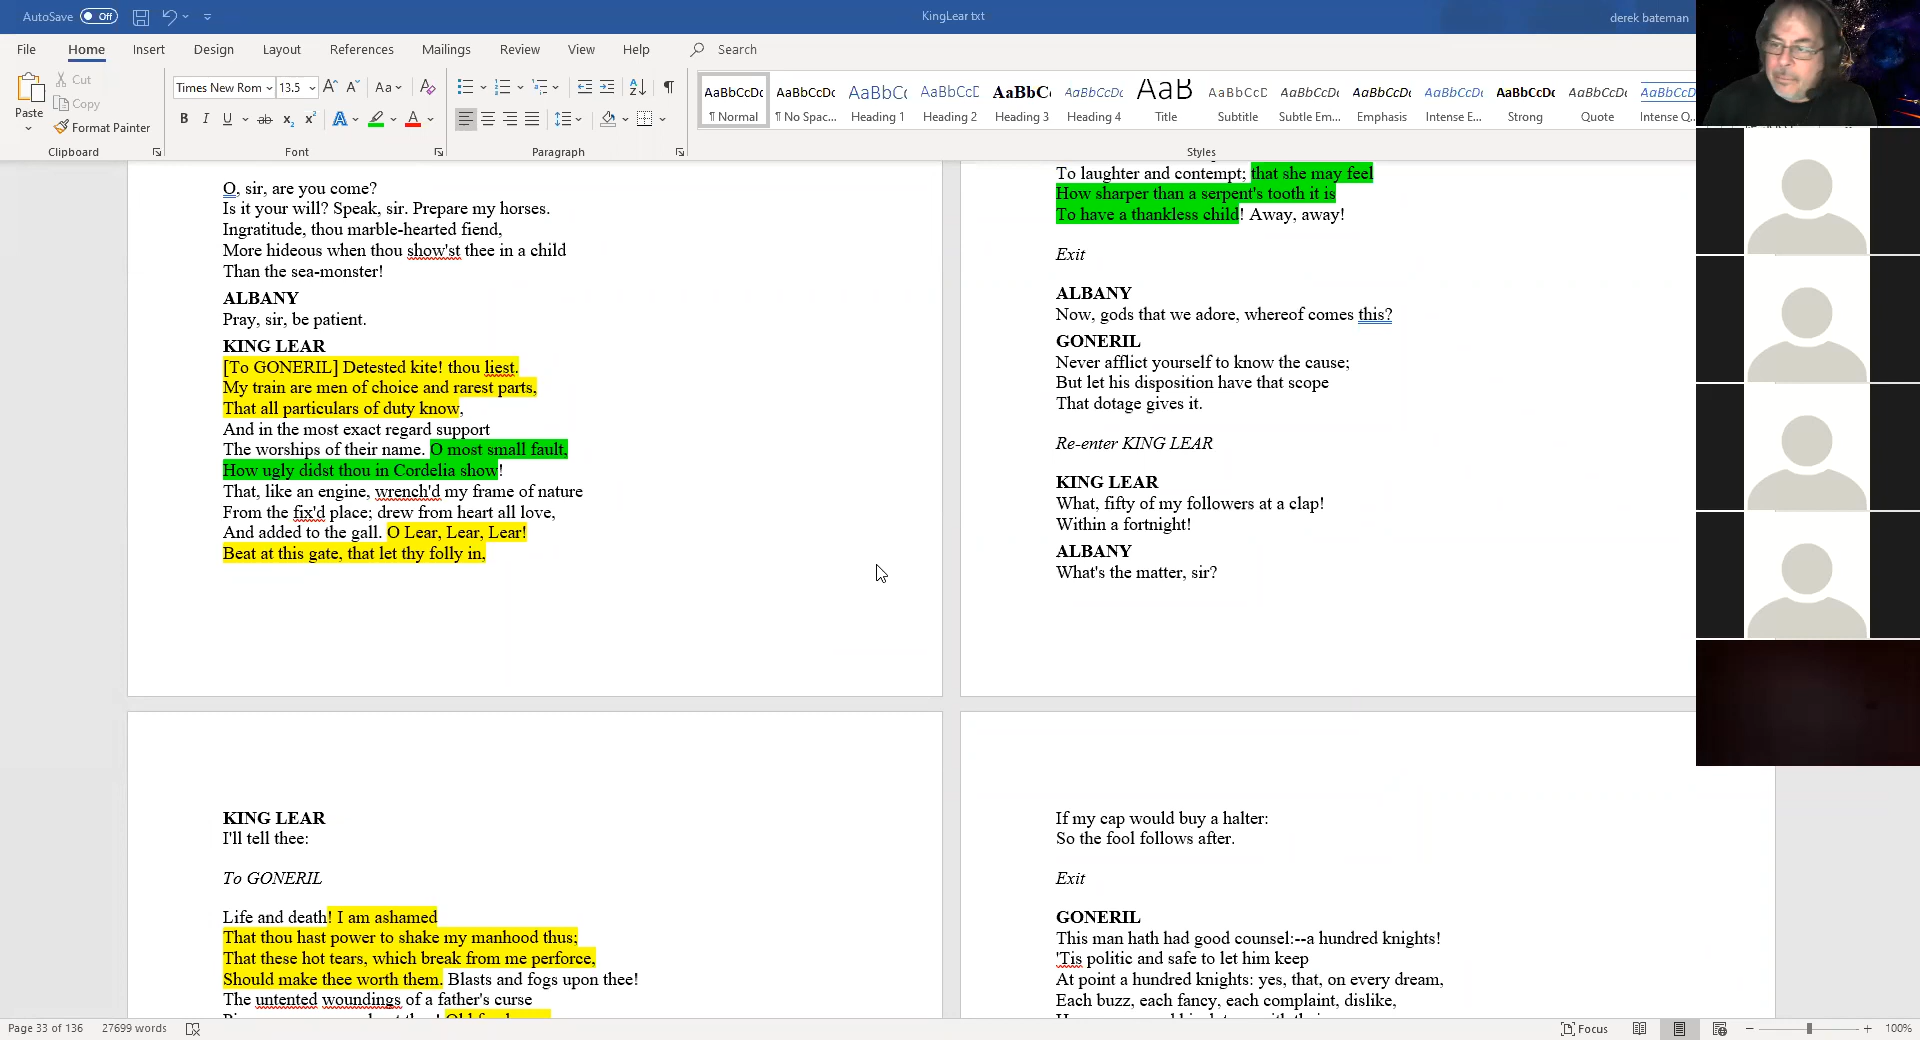 AutoSave Off
KingLear txt
derek bateman
File Home Insert Design Layout References Mailings Review View Help Search
Paste
Cut
Copy
Format Painter
Clipboard
Times New Rom 13.5
Font
Paragraph
AaBbCcDc AaBbCcDc AaBbC( AaBbCcD AaBbC( AaBbCcDc AaB AaBbCcD AaBbCcDc AaBbCcDc AaBbCcDc AaBbCcDc AaBbCcDc AaBbCcDc
¶ Normal ¶ No Spac... Heading 1 Heading 2 Heading 3 Heading 4 Title Subtitle Subtle Em... Emphasis Intense E... Strong Quote Intense Q...
Styles
O, sir, are you come?
Is it your will? Speak, sir. Prepare my horses.
Ingratitude, thou marble-hearted fiend,
More hideous when thou show'st thee in a child
Than the sea-monster!
ALBANY
Pray, sir, be patient.
KING LEAR
[To GONERIL] Detested kite! thou liest.
My train are men of choice and rarest parts,
That all particulars of duty know,
And in the most exact regard support
The worships of their name. O most small fault,
How ugly didst thou in Cordelia show!
That, like an engine, wrench'd my frame of nature
From the fix'd place; drew from heart all love,
And added to the gall. O Lear, Lear, Lear!
Beat at this gate, that let thy folly in,
To laughter and contempt; that she may feel
How sharper than a serpent's tooth it is
To have a thankless child! Away, away!
Exit
ALBANY
Now, gods that we adore, whereof comes this?
GONERIL
Never afflict yourself to know the cause;
But let his disposition have that scope
That dotage gives it.
Re-enter KING LEAR
KING LEAR
What, fifty of my followers at a clap!
Within a fortnight!
ALBANY
What's the matter, sir?
KING LEAR
I'll tell thee:
To GONERIL
Life and death! I am ashamed
That thou hast power to shake my manhood thus;
That these hot tears, which break from me perforce,
Should make thee worth them. Blasts and fogs upon thee!
The untented woundings of a father's curse
If my cap would buy a halter:
So the fool follows after.
Exit
GONERIL
This man hath had good counsel:--a hundred knights!
'Tis politic and safe to let him keep
At point a hundred knights: yes, that, on every dream,
Each buzz, each fancy, each complaint, dislike,
Page 33 of 136 27699 words
Focus
100%